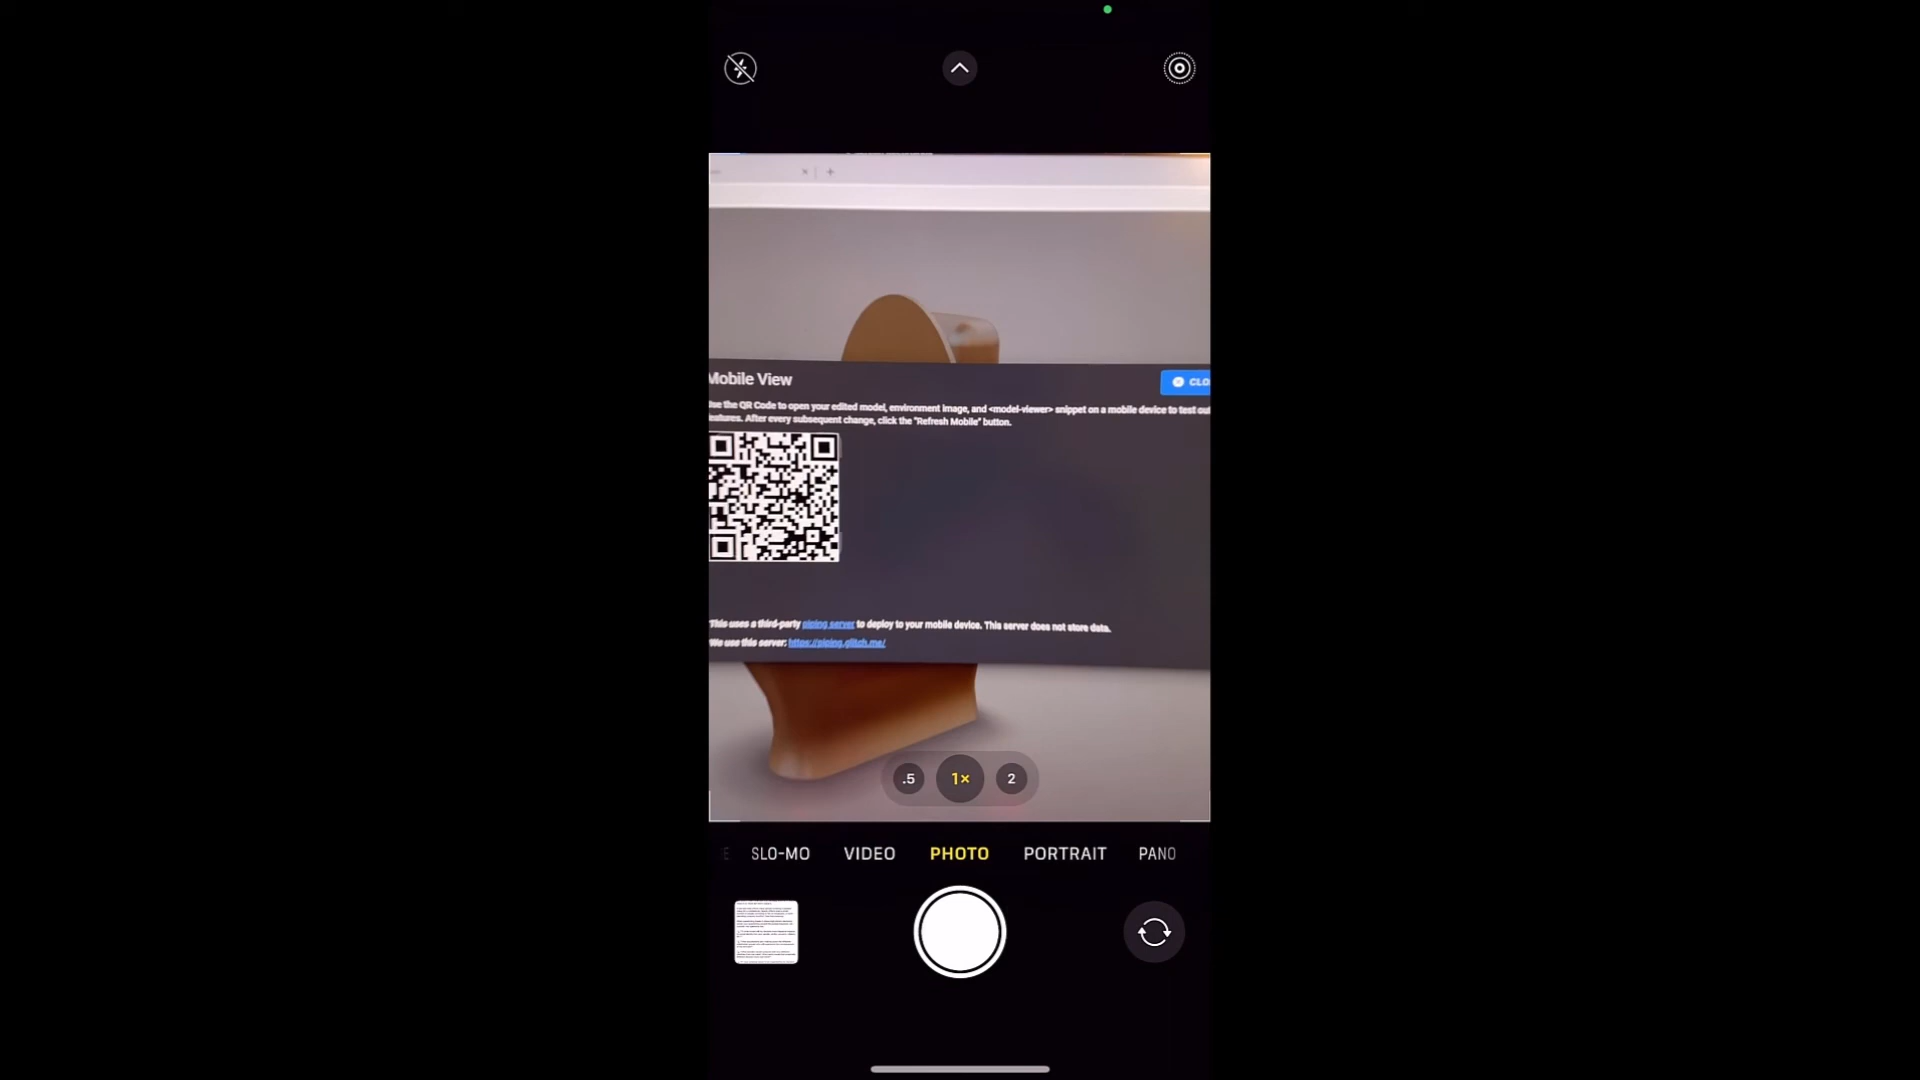 Mobile View
CLO
Use the QR Code to open your edited model, environment image, and <model-viewer> snippet on a mobile device to test out
features. After every subsequent change, click the "Refresh Mobile" button.
This uses a third-party piping server to deploy to your mobile device. This server does not store data.
We use this server: https://piping.glitch.me/
.5 1× 2
SLO-MO VIDEO PHOTO PORTRAIT PANO